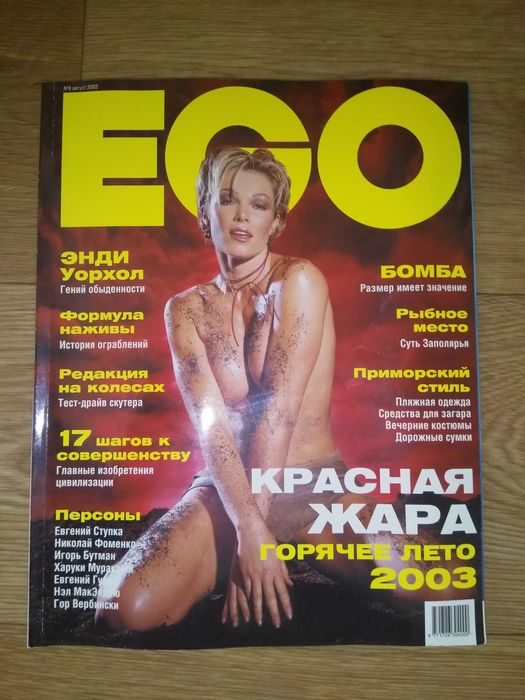 №8 август 2003
EGO
ЭНДИ
Уорхол
Гений обыденности
Формула
наживы
История ограблений
Редакция
на колесах
Тест-драйв скутера
17 шагов к
совершенству
Главные изобретения
цивилизации
Персоны
Евгений Ступка
Николай Фоменко
Игорь Бутман
Харуки
Евгений
Нэл
Гор Вербински
БОМБА
Размер имеет значение
Рыбное
место
Суть Заполярья
Приморский
стиль
Пляжная одежда
Средства для загара
Вечерние костюмы
Дорожные сумки
КРАСНАЯ
ЖАРА
ГОРЯЧЕЕ ЛЕТО
2003